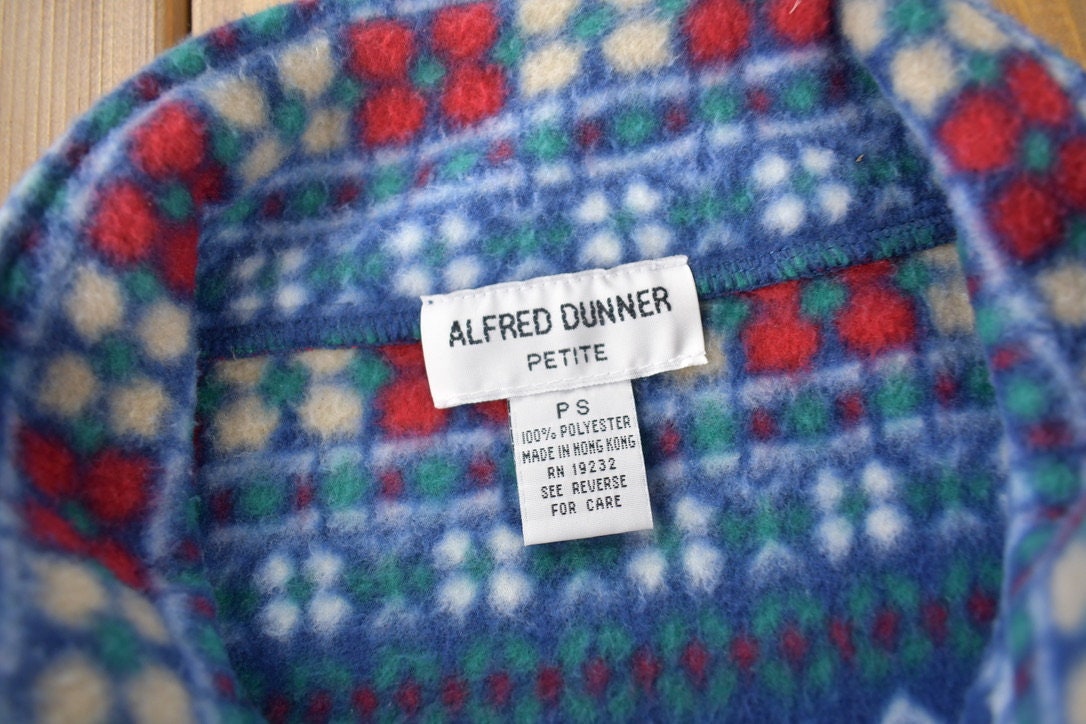 ALFRED DUNNER
PETITE
PS
100% POLYESTER
MADE IN HONG KONG
RN 19232
SEE REVERSE
FOR CARE